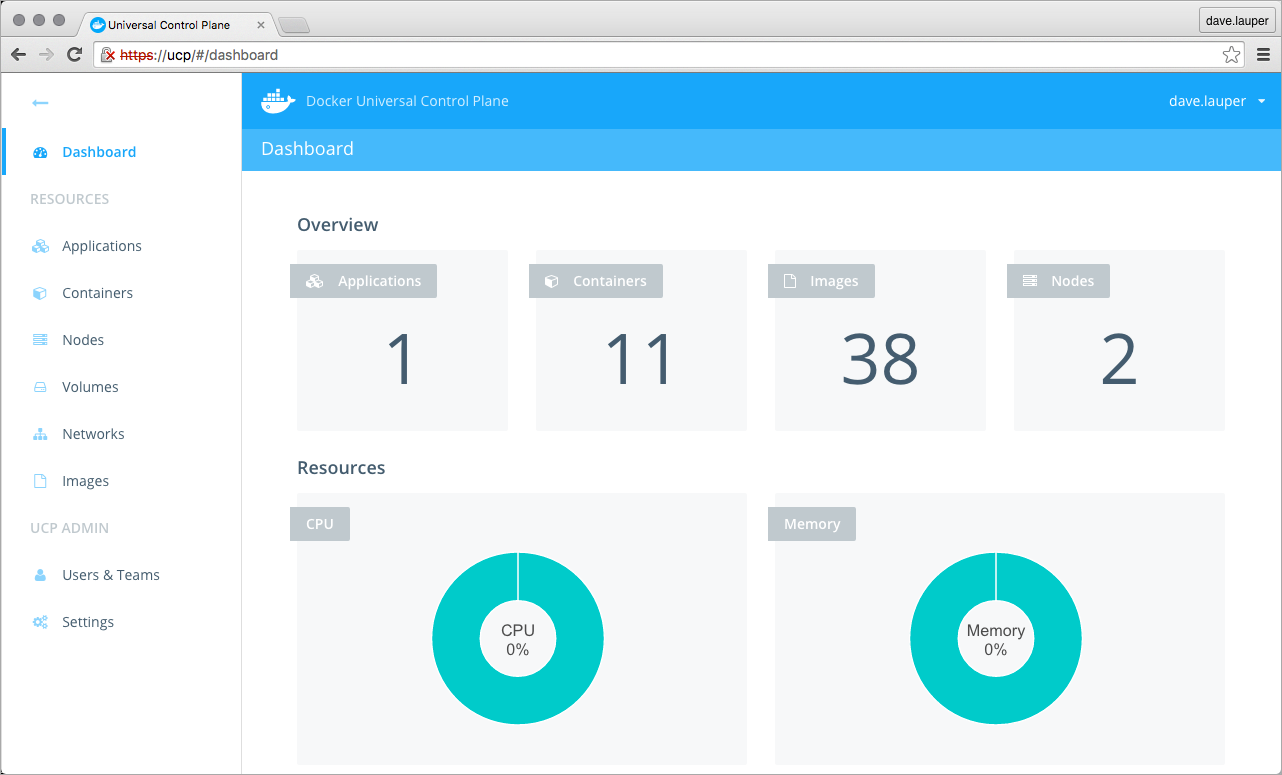 Universal Control Plane
dave.lauper
https://ucp/#/dashboard
Docker Universal Control Plane
dave.lauper
Dashboard
Dashboard
RESOURCES
Applications
Containers
Nodes
Volumes
Networks
Images
UCP ADMIN
Users & Teams
Settings
Overview
Applications
1
Containers
11
Images
38
Nodes
2
Resources
CPU
CPU
0%
Memory
Memory
0%